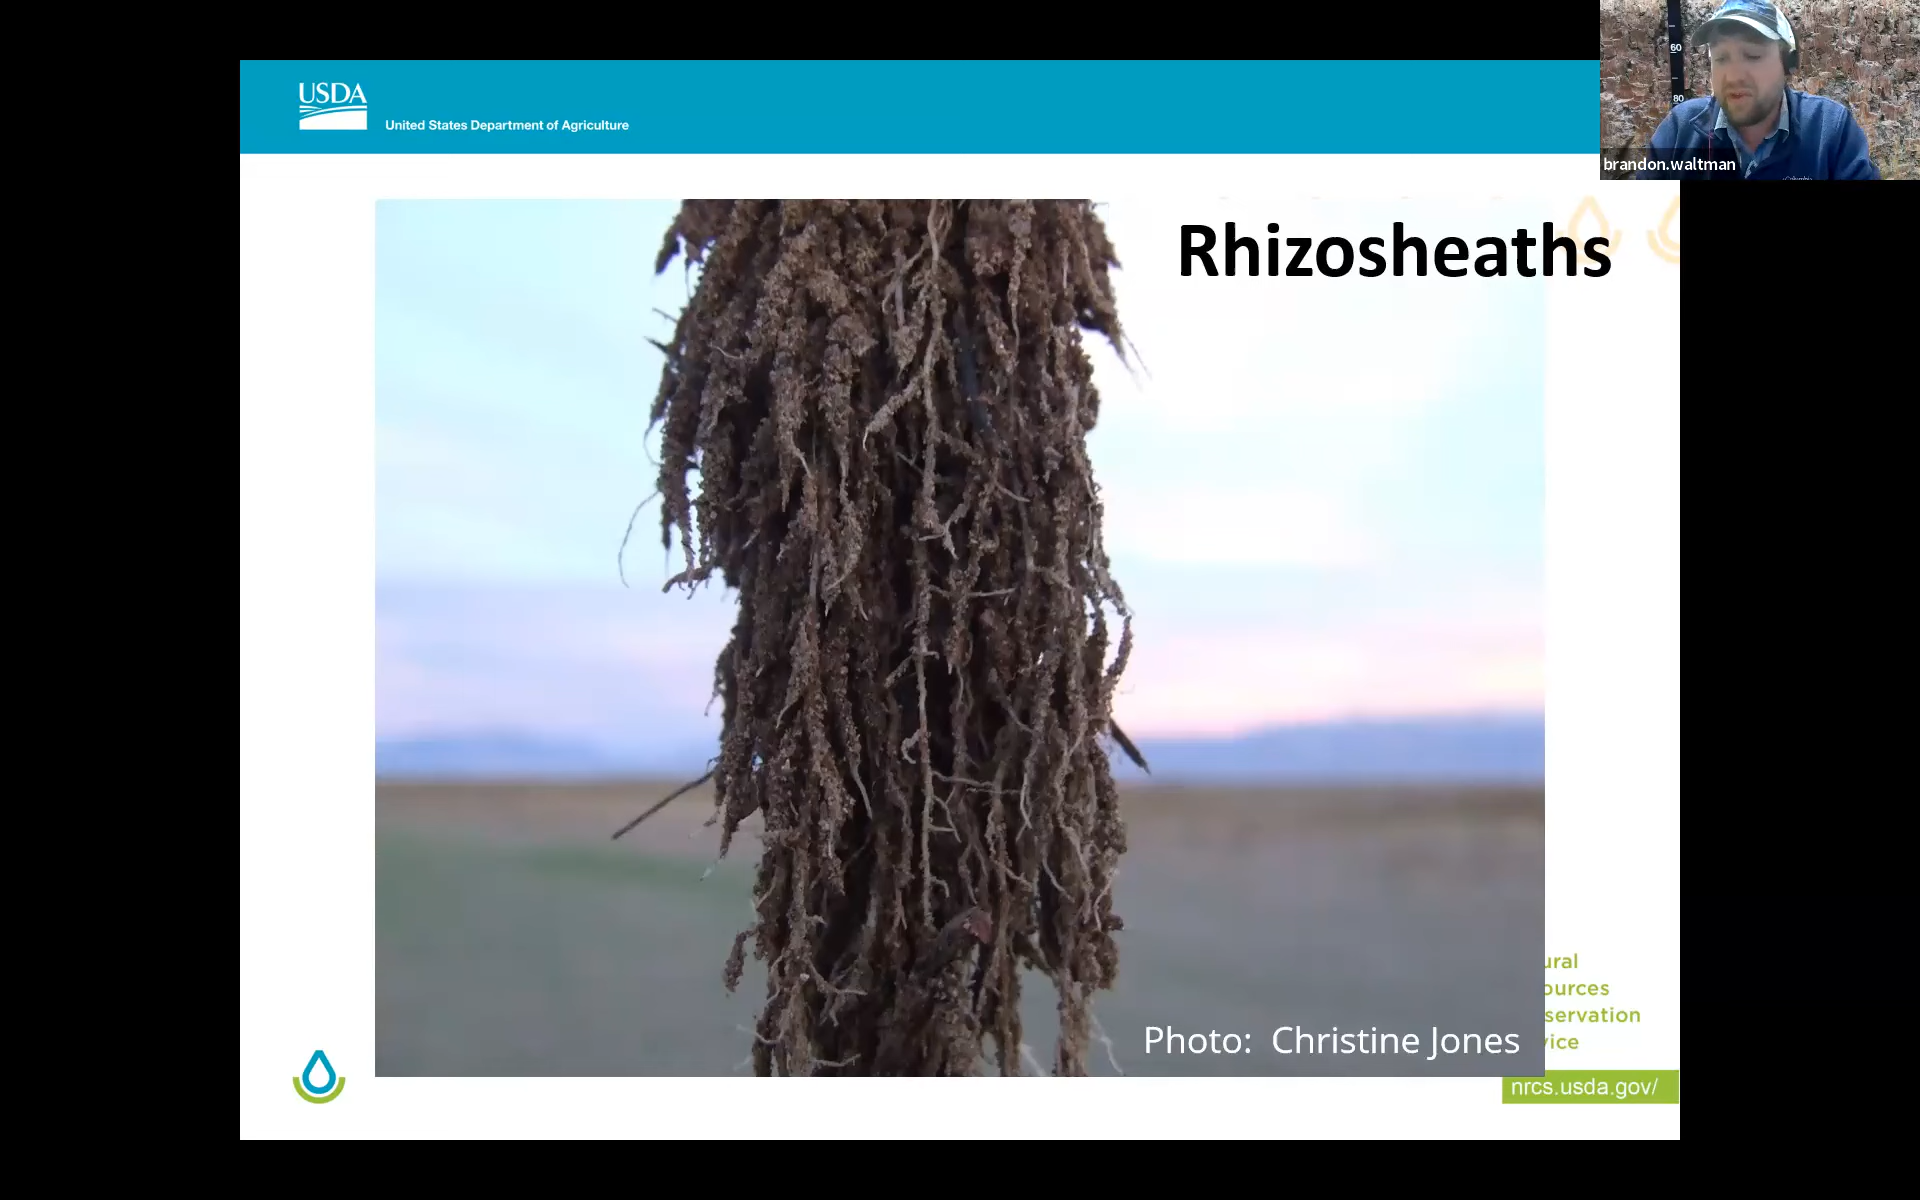 USDA
United States Department of Agriculture
60
80
brandon.waltman
Rhizosheaths
Photo: Christine Jones
ural
ources
servation
vice
nrcs.usda.gov/